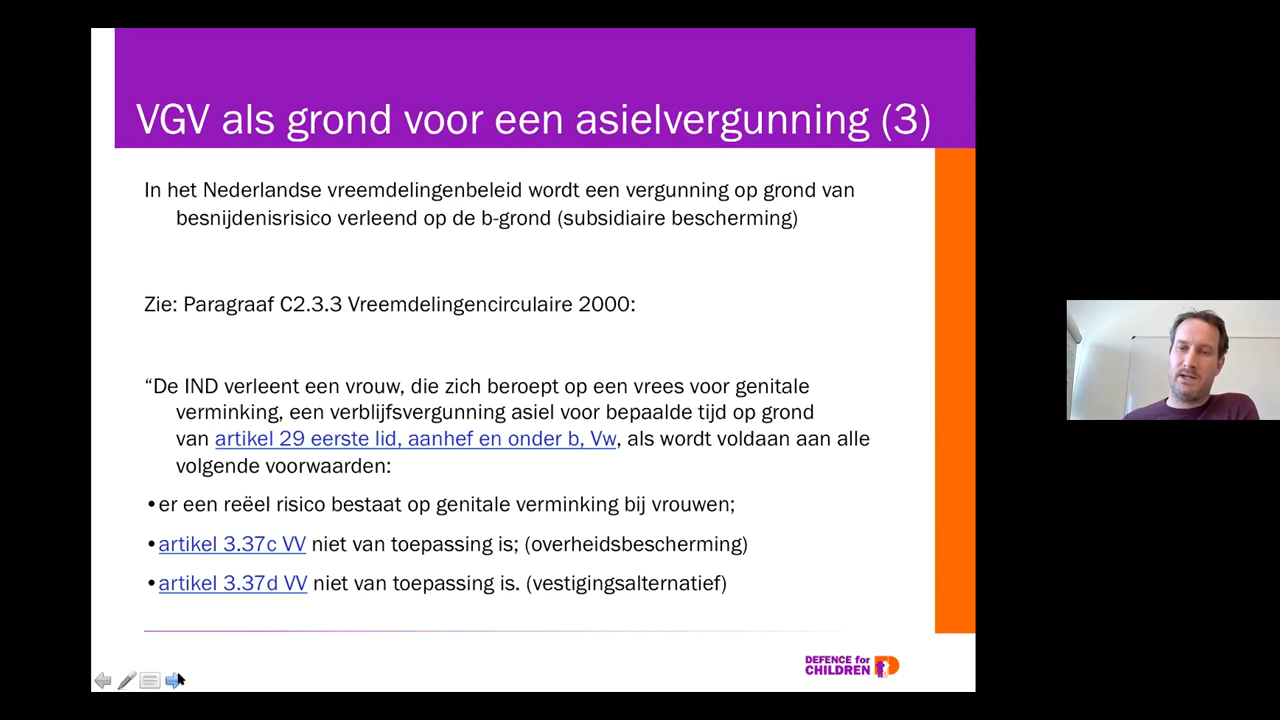 VGV als grond voor een asielvergunning (3)
In het Nederlandse vreemdelingenbeleid wordt een vergunning op grond van
besnijdenisrisico verleend op de b-grond (subsidiaire bescherming)
Zie: Paragraaf C2.3.3 Vreemdelingencirculaire 2000:
“De IND verleent een vrouw, die zich beroept op een vrees voor genitale
verminking, een verblijfsvergunning asiel voor bepaalde tijd op grond
van artikel 29 eerste lid, aanhef en onder b, Vw, als wordt voldaan aan alle
volgende voorwaarden:
•er een reëel risico bestaat op genitale verminking bij vrouwen;
•artikel 3.37c VV niet van toepassing is; (overheidsbescherming)
•artikel 3.37d VV niet van toepassing is. (vestigingsalternatief)
DEFENCE for
CHILDREN